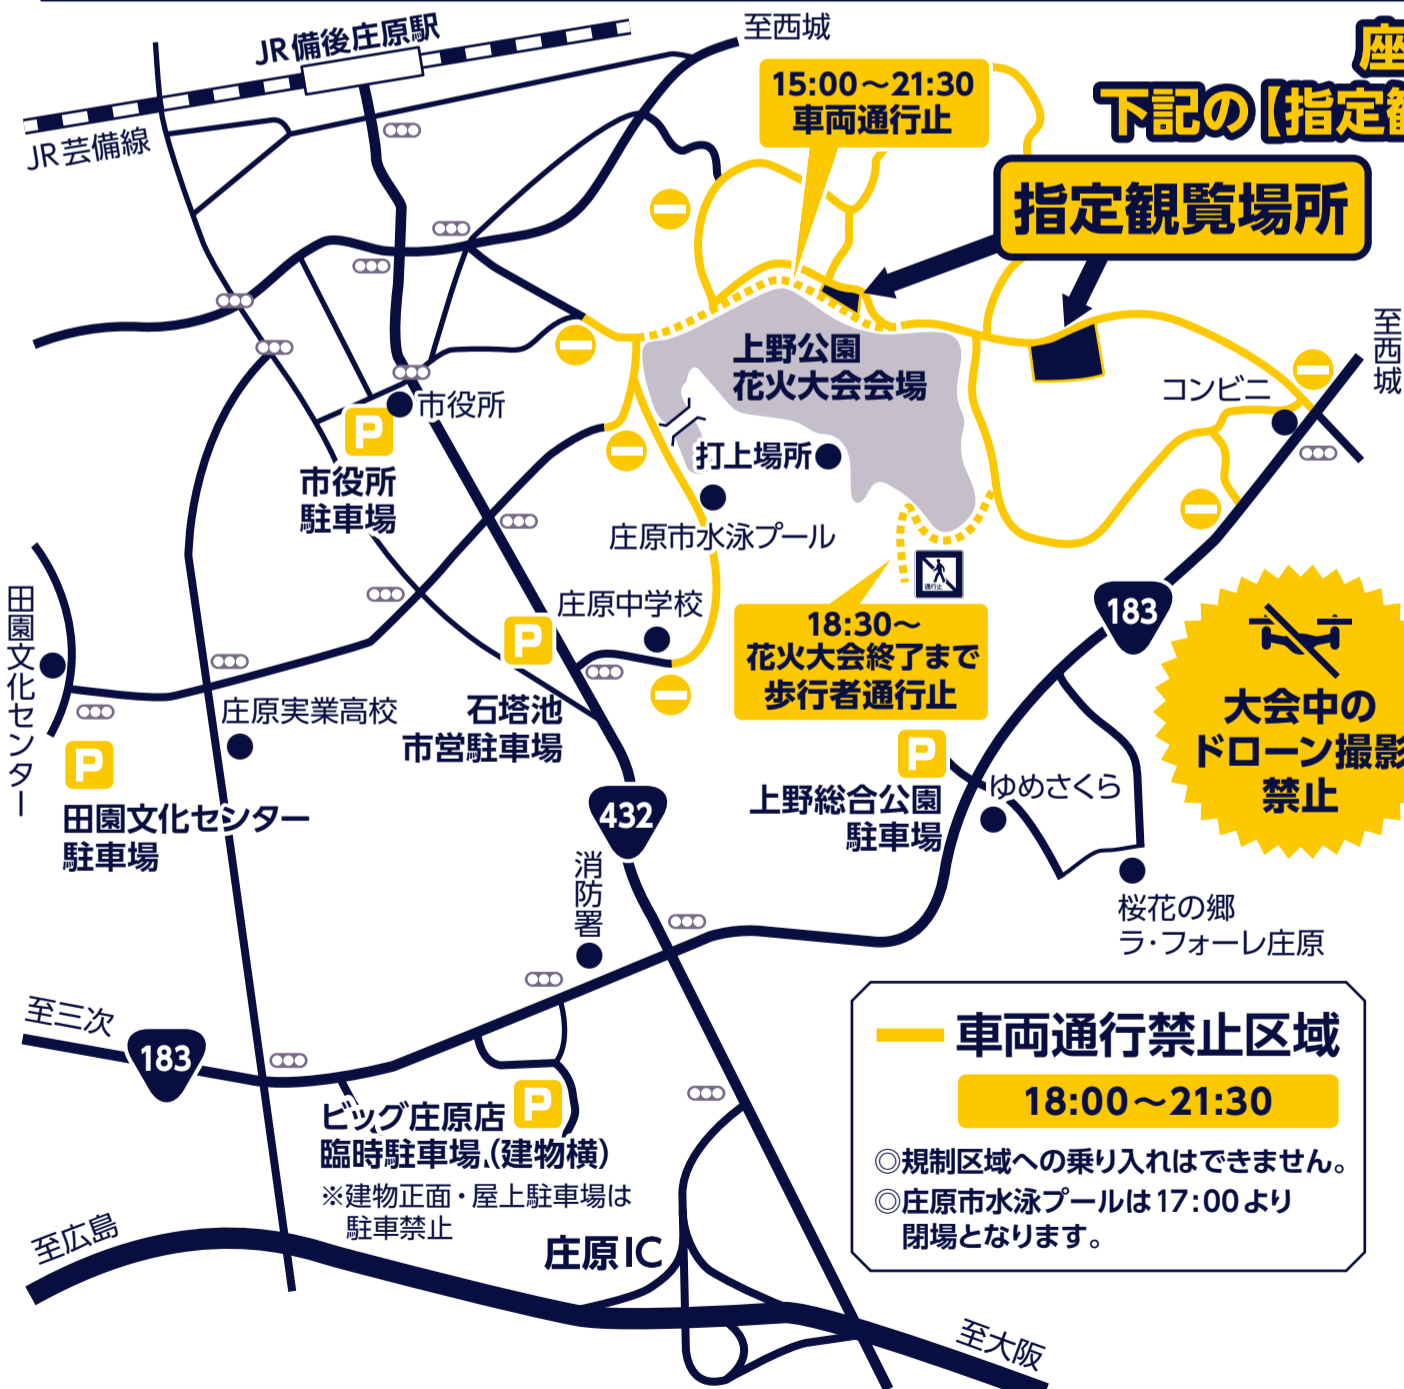 JR備後庄原駅
至西城
座
下記の【指定観
15:00～21:30
車両通行止
JR芸備線
指定観覧場所
上野公園
花火大会会場
至西城
コンビニ
市役所
P
打上場所
市役所
駐車場
庄原市水泳プール
通行止
田園文化センター
庄原中学校
P
183
18:30～
花火大会終了まで
歩行者通行止
庄原実業高校
石塔池
市営駐車場
大会中の
ドローン撮影
禁止
P
田園文化センター
駐車場
P
上野総合公園
駐車場
ゆめさくら
432
消防署
桜花の郷
ラ・フォーレ庄原
至三次
183
車両通行禁止区域
18:00～21:30
◎規制区域への乗り入れはできません。
◎庄原市水泳プールは17:00より
閉場となります。
P
ビッグ庄原店
臨時駐車場(建物横)
※建物正面・屋上駐車場は
駐車禁止
至広島
庄原IC
至大阪